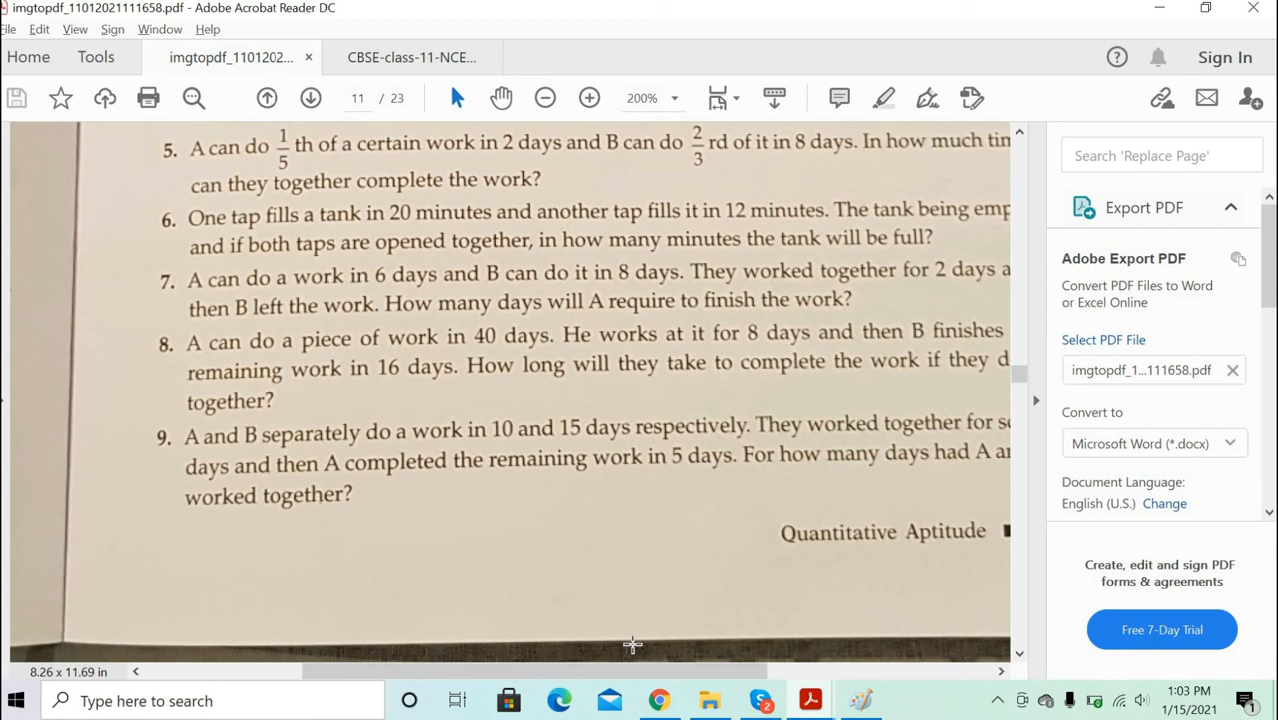 imgtopdf_11012021111658.pdf - Adobe Acrobat Reader DC
File Edit View Sign Window Help
Home Tools imgtopdf_1101202... × CBSE-class-11-NCE... Sign In
11 / 23 200%
5. A can do 1/5 th of a certain work in 2 days and B can do 2/3 rd of it in 8 days. In how much
can they together complete the work?
6. One tap fills a tank in 20 minutes and another tap fills it in 12 minutes. The tank being
and if both taps are opened together, in how many minutes the tank will be full?
7. A can do a work in 6 days and B can do it in 8 days. They worked together for 2 days
then B left the work. How many days will A require to finish the work?
8. A can do a piece of work in 40 days. He works at it for 8 days and then B finishes
remaining work in 16 days. How long will they take to complete the work if they
together?
9. A and B separately do a work in 10 and 15 days respectively. They worked together for
days and then A completed the remaining work in 5 days. For how many days had A
worked together?
Quantitative Aptitude
8.26 x 11.69 in
Search 'Replace Page'
Export PDF
Adobe Export PDF
Convert PDF Files to Word
or Excel Online
Select PDF File
imgtopdf_1...111658.pdf
Convert to
Microsoft Word (*.docx)
Document Language:
English (U.S.) Change
Create, edit and sign PDF
forms & agreements
Free 7-Day Trial
Type here to search
2
1:03 PM
1/15/2021
1